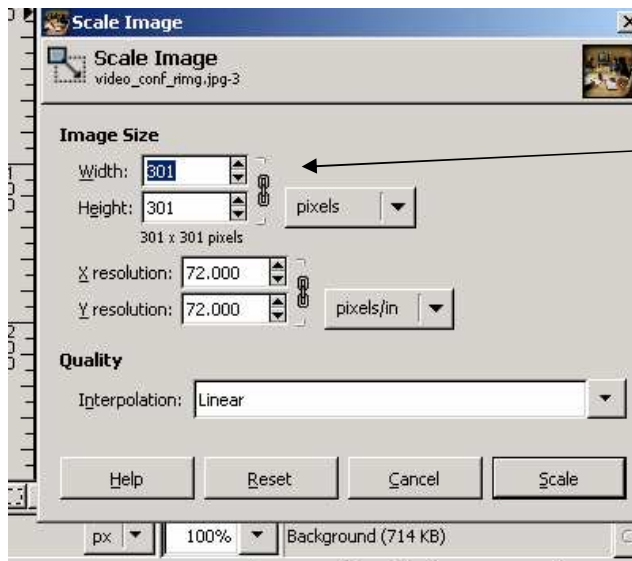 Scale Image
Scale Image
video_conf_rimg.jpg-3
Image Size
Width: 301
Height: 301 pixels
301 x 301 pixels
X resolution: 72.000
Y resolution: 72.000 pixels/in
Quality
Interpolation: Linear
Help Reset Cancel Scale
px 100% Background (714 KB)